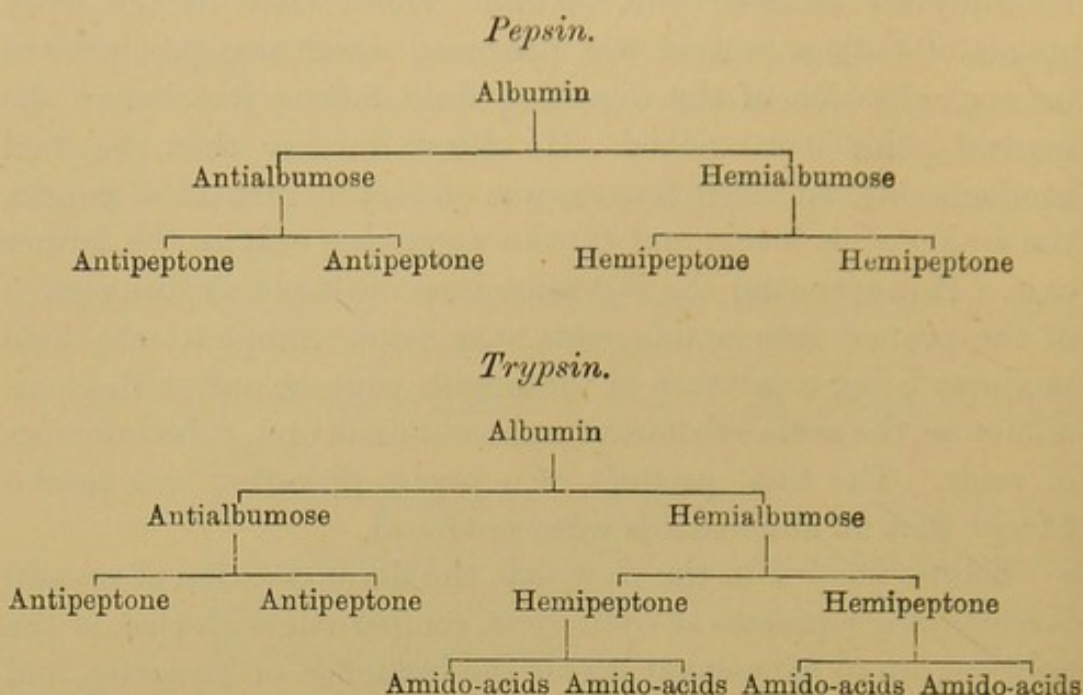 Pepsin.
Albumin
Antialbumose Hemialbumose
Antipeptone Antipeptone Hemipeptone Hemipeptone
Trypsin.
Albumin
Antialbumose Hemialbumose
Antipeptone Antipeptone Hemipeptone Hemipeptone
Amido-acids Amido-acids Amido-acids Amido-acids